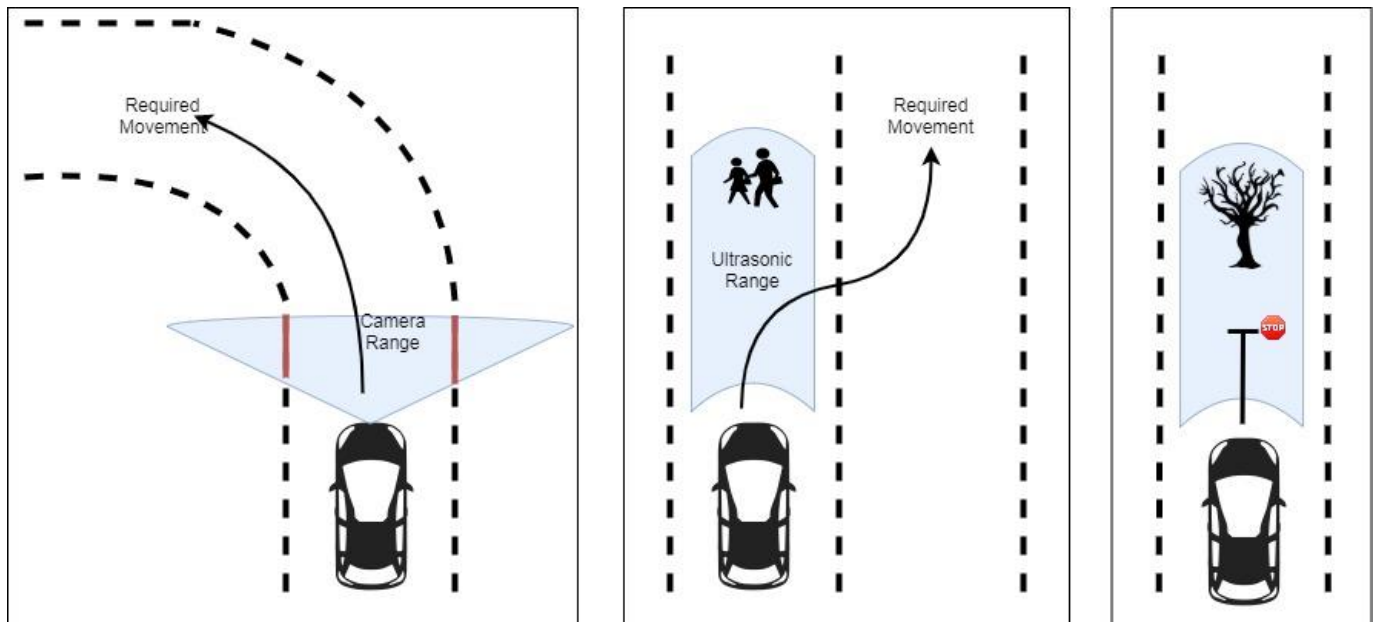 Required
Movement
Camera
Range
Required
Movement
Ultrasonic
Range
STOP